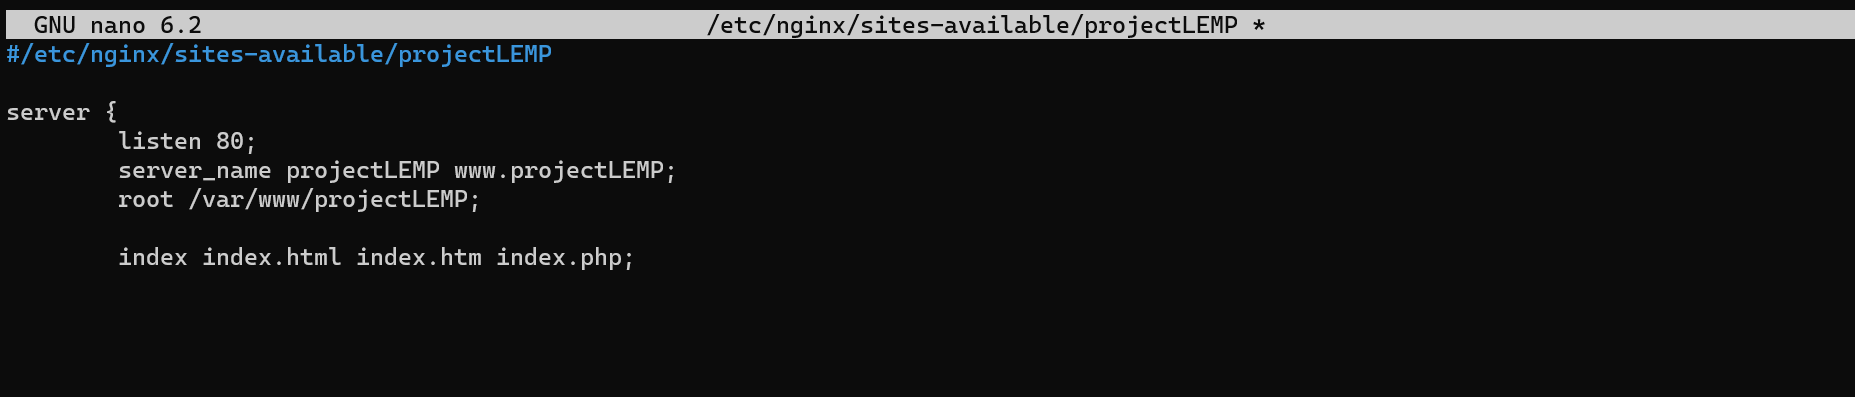 GNU nano 6.2 /etc/nginx/sites-available/projectLEMP *
#/etc/nginx/sites-available/projectLEMP
server {
listen 80;
server_name projectLEMP www.projectLEMP;
root /var/www/projectLEMP;
index index.html index.htm index.php;